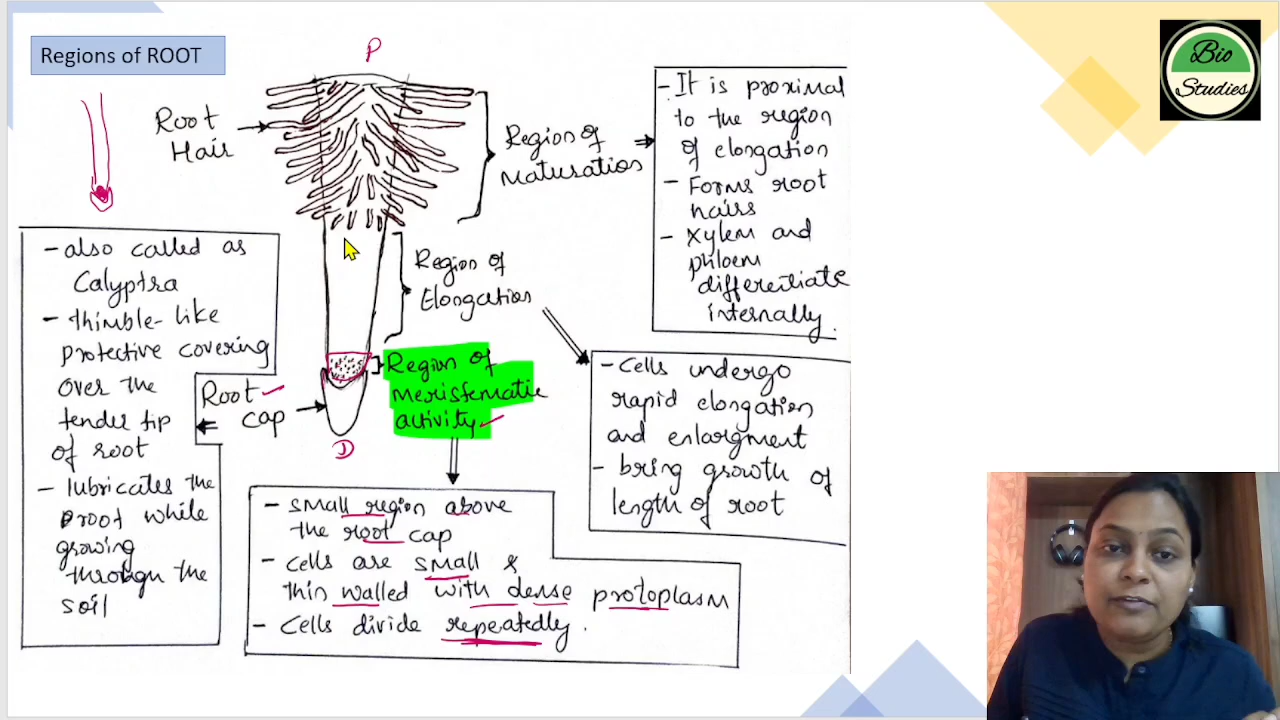 Regions of ROOT
Bio
Studies
P
Root
Hair
Region of
Maturation
- It is proximal
to the region
of elongation
- Forms root
hairs
- Xylem and
phloem
differentiate
internally.
- also called as
Calyptra
- thimble-like
protective covering
over the
tender tip
of root
- lubricates the
root while
growing
through the
soil
Region of
Elongation
Root
cap
Region of
meristematic
activity
D
- Cells undergo
rapid elongation
and enlargment
- bring growth of
length of root
- small region above
the root cap
- cells are small &
thin walled with dense protoplasm
- Cells divide repeatedly.